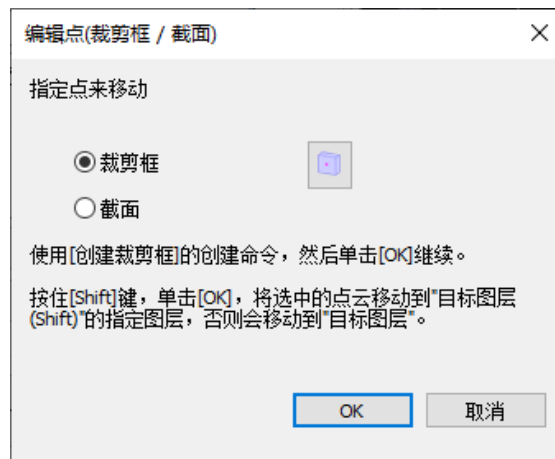 编辑点(裁剪框 / 截面)
指定点来移动
裁剪框
截面
使用[创建裁剪框]的创建命令，然后单击[OK]继续。
按住[Shift]键，单击[OK]，将选中的点云移动到"目标图层
(Shift)"的指定图层，否则会移动到"目标图层"。
OK
取消